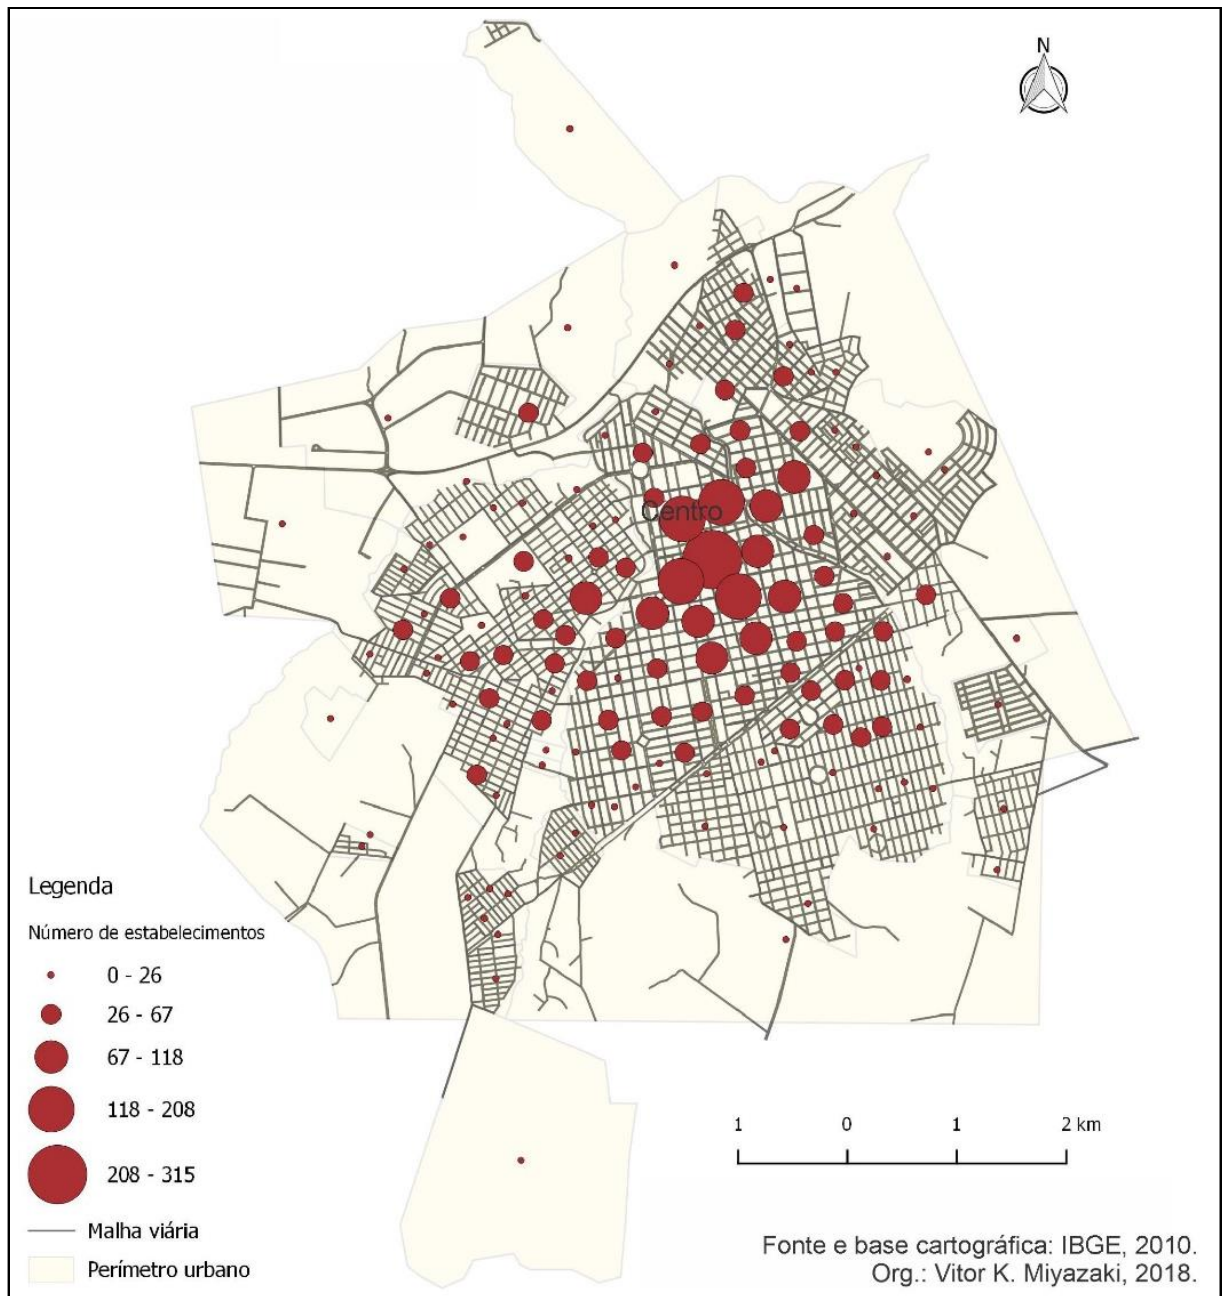 N
Centro
Legenda
Número de estabelecimentos
0 - 26
26 - 67
67 - 118
118 - 208
208 - 315
Malha viária
Perímetro urbano
1 0 1 2 km
Fonte e base cartográfica: IBGE, 2010.
Org.: Vitor K. Miyazaki, 2018.